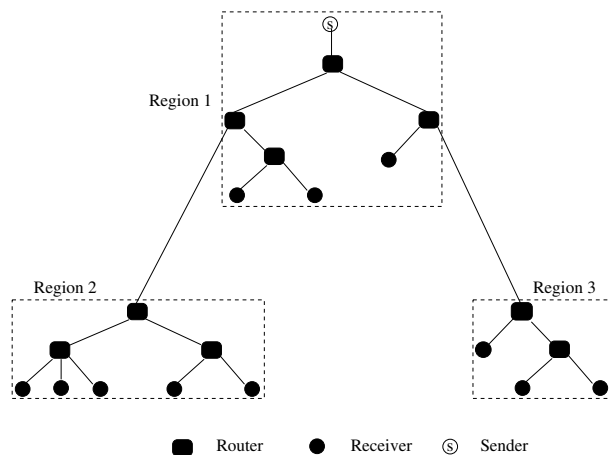 S
Region 1
Region 2
Region 3
Router
Receiver
S
Sender